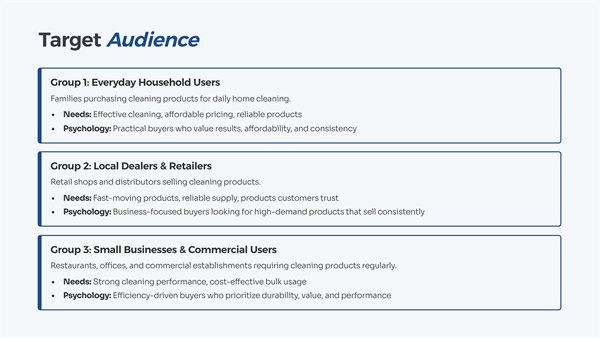 Target Audience
Group 1: Everyday Household Users
Families purchasing cleaning products for daily home cleaning.
• Needs: Effective cleaning, affordable pricing, reliable products
• Psychology: Practical buyers who value results, affordability, and consistency
Group 2: Local Dealers & Retailers
Retail shops and distributors selling cleaning products.
• Needs: Fast-moving products, reliable supply, products customers trust
• Psychology: Business-focused buyers looking for high-demand products that sell consistently
Group 3: Small Businesses & Commercial Users
Restaurants, offices, and commercial establishments requiring cleaning products regularly.
• Needs: Strong cleaning performance, cost-effective bulk usage
• Psychology: Efficiency-driven buyers who prioritize durability, value, and performance